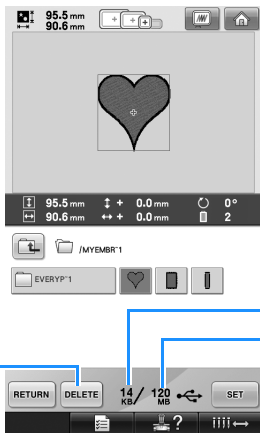 95.5 mm
90.6 mm
95.5 mm + 0.0 mm 0°
90.6 mm + 0.0 mm 2
/MYEMBR~1
EVERYP~1
RETURN DELETE 14 KB / 120 MB SET
?